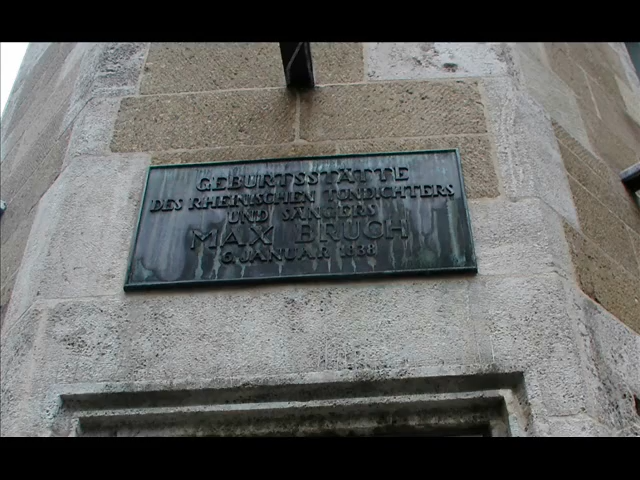 GEBURTSSTÄTTE
DES RHEINISCHEN TONDICHTERS
UND SÄNGERS
MAX BRUCH
6. JANUAR 1838